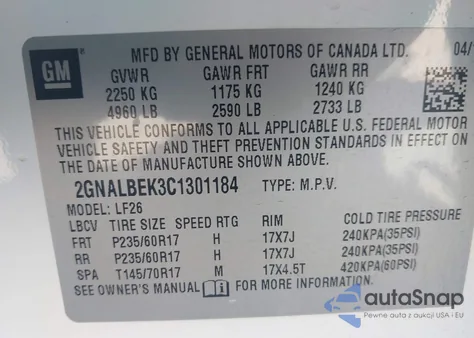 MFD BY GENERAL MOTORS OF CANADA LTD. 04/
GM
GVWR GAWR FRT GAWR RR
2250 KG 1175 KG 1240 KG
4960 LB 2590 LB 2733 LB
THIS VEHICLE CONFORMS TO ALL APPLICABLE U.S. FEDERAL MOTOR
VEHICLE SAFETY AND THEFT PREVENTION STANDARDS IN EFFECT ON
THE DATE OF MANUFACTURE SHOWN ABOVE.
2GNALBEK3C1301184 TYPE: M.P.V.
MODEL: LF26
LBCV TIRE SIZE SPEED RTG RIM COLD TIRE PRESSURE
FRT P235/60R17 H 17X7J 240KPA(35PSI)
RR P235/60R17 H 17X7J 240KPA(35PSI)
SPA T145/70R17 M 17X4.5T 420KPA(60PSI)
SEE OWNER'S MANUAL FOR MORE INFORMATION.
autoSnap
Pewne auta z aukcji USA i EU